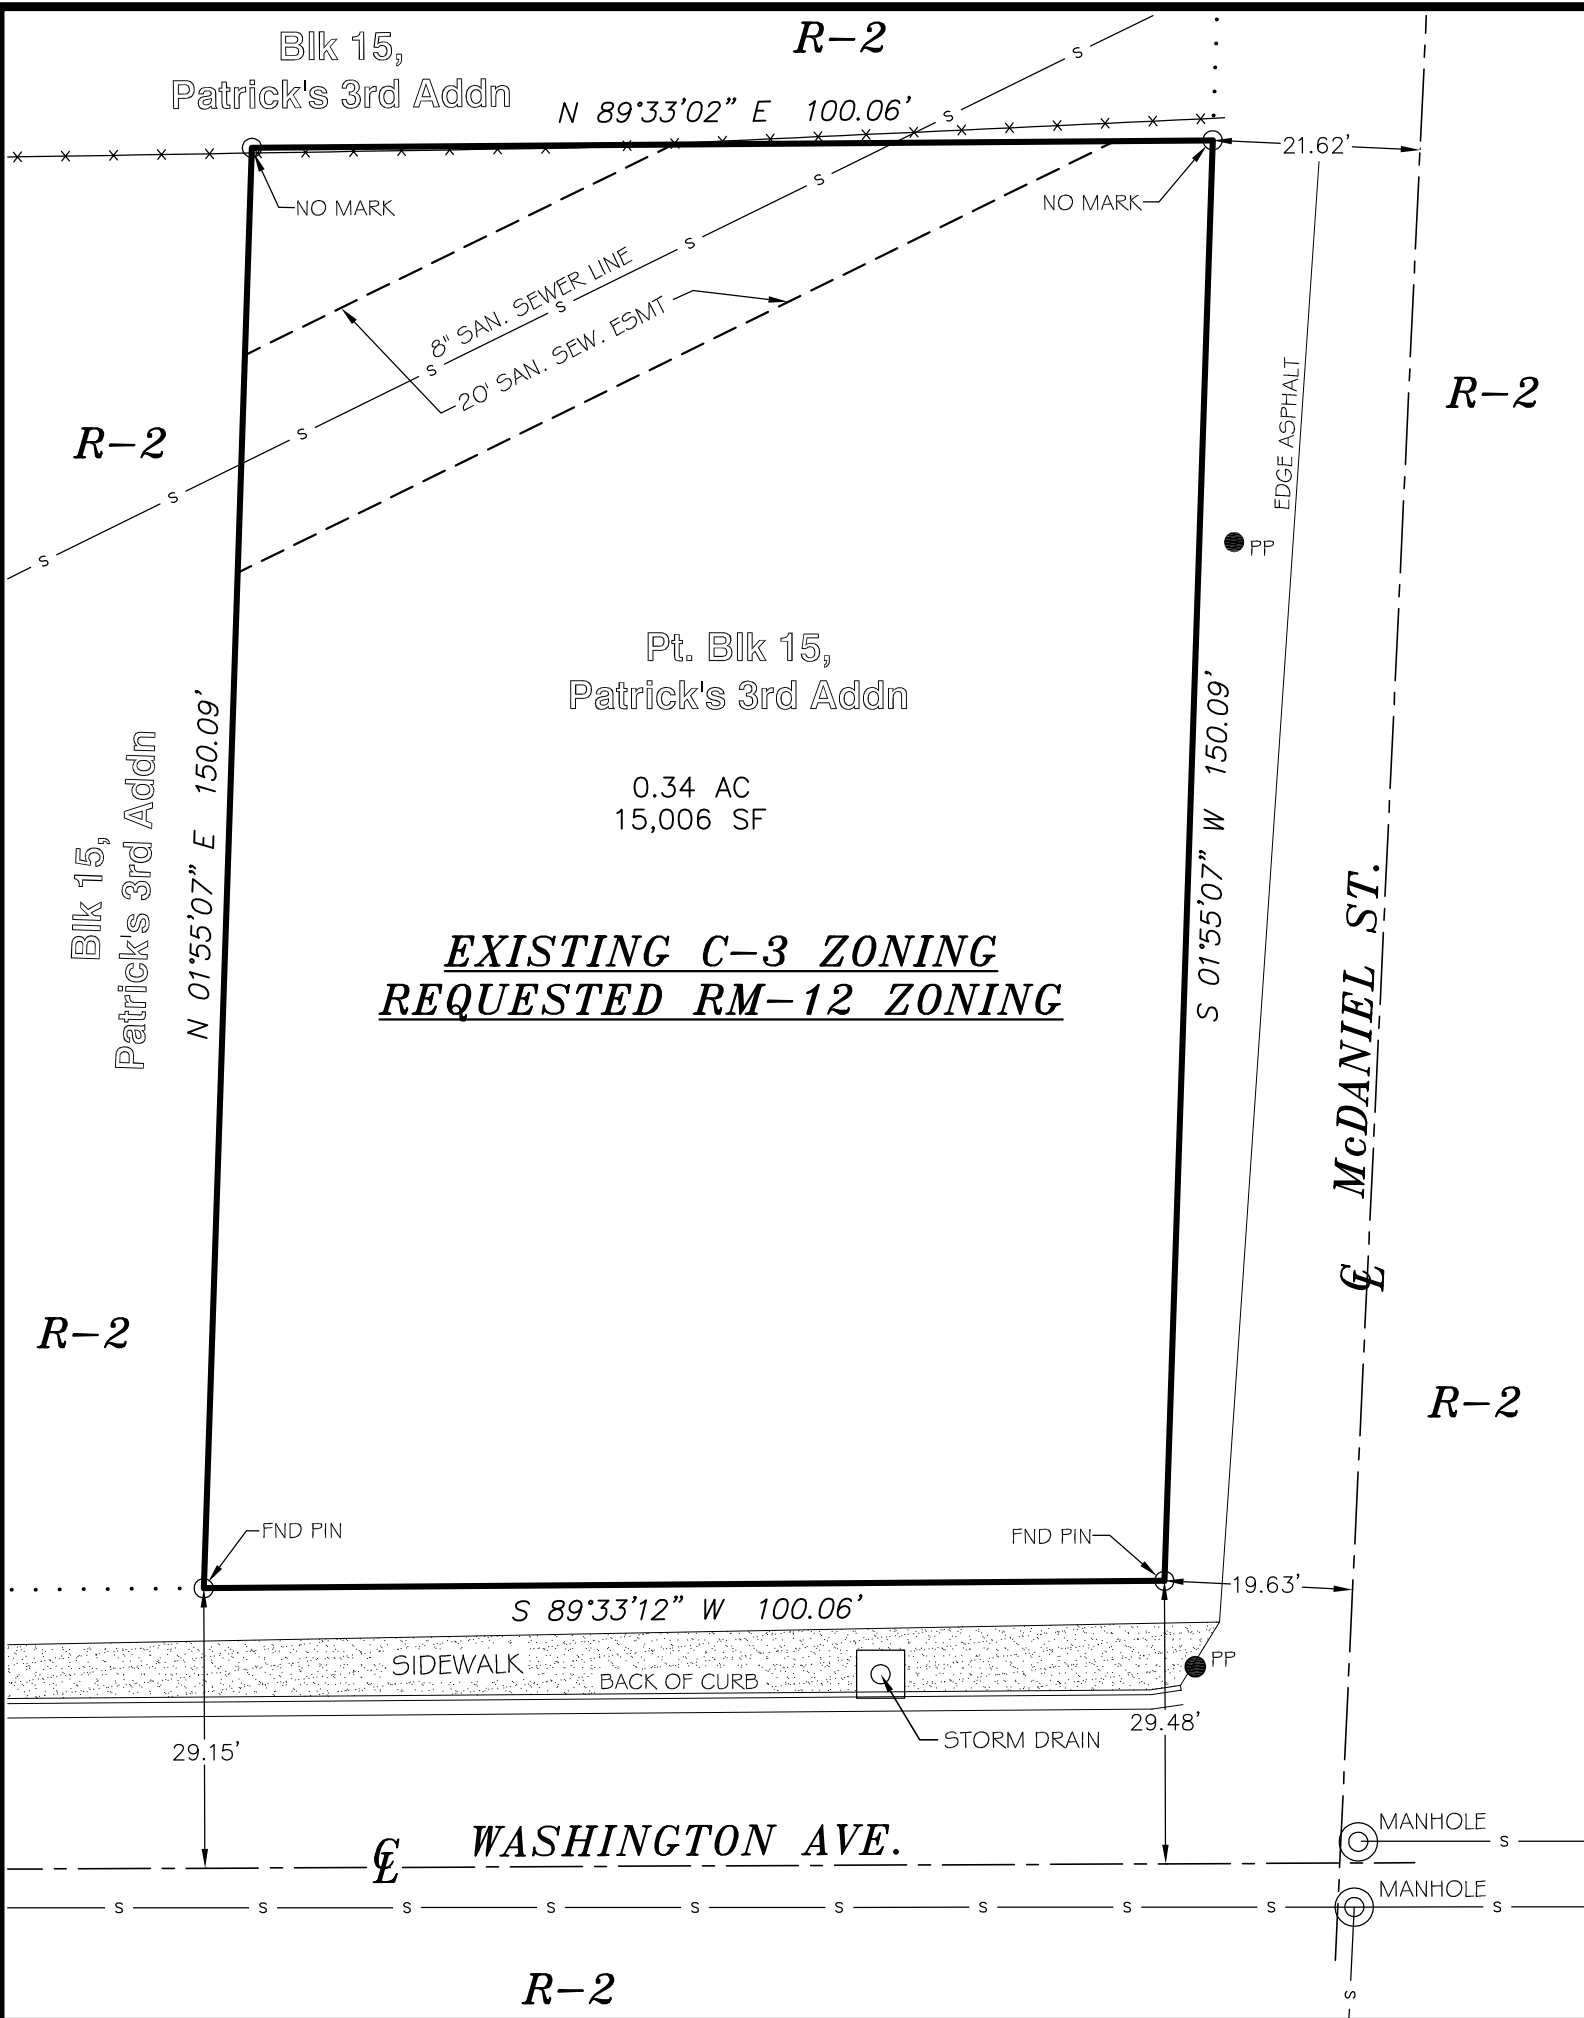 Blk 15,
Patrick's 3rd Addn
R-2
N 89°33'02" E 100.06'
21.62'
NO MARK
NO MARK
8" SAN. SEWER LINE
20' SAN. SEW. ESMT
EDGE ASPHALT
R-2
R-2
PP
Pt. Blk 15,
Patrick's 3rd Addn
N 01°55'07" E 150.09'
S 01°55'07" W 150.09'
Blk 15,
Patrick's 3rd Addn
0.34 AC
15,006 SF
EXISTING C-3 ZONING
REQUESTED RM-12 ZONING
℄ McDANIEL ST.
R-2
R-2
FND PIN
FND PIN
19.63'
S 89°33'12" W 100.06'
SIDEWALK
BACK OF CURB
PP
29.15'
29.48'
STORM DRAIN
℄ WASHINGTON AVE.
MANHOLE
MANHOLE
R-2